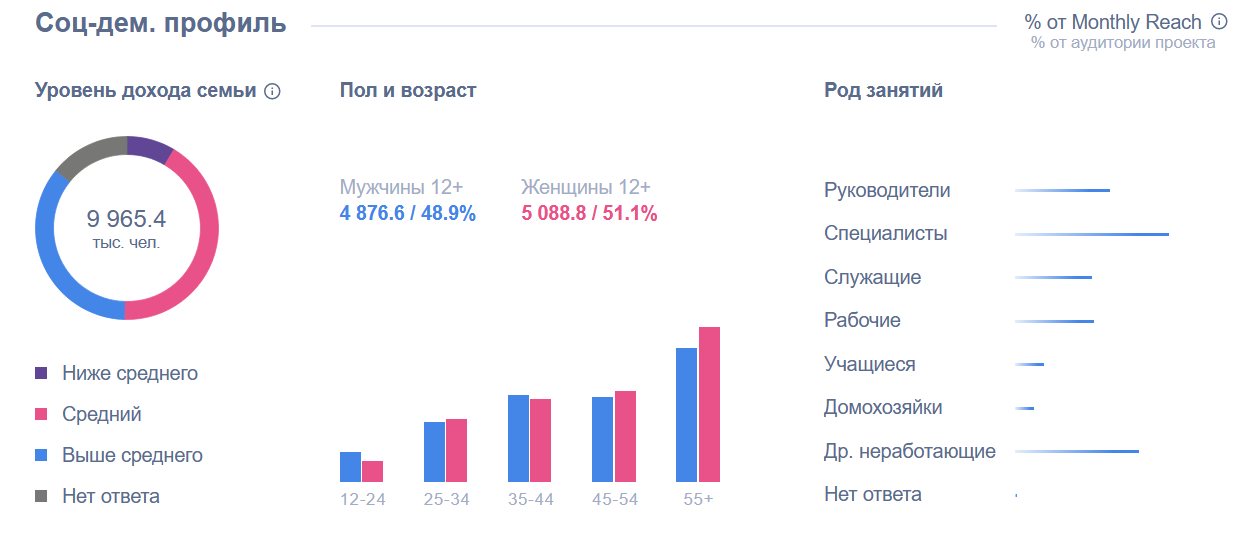 Соц-дем. профиль
% от Monthly Reach
% от аудитории проекта
Уровень дохода семьи
9 965.4
тыс. чел.
Ниже среднего
Средний
Выше среднего
Нет ответа
Пол и возраст
Мужчины 12+
4 876.6 / 48.9%
Женщины 12+
5 088.8 / 51.1%
12-24
25-34
35-44
45-54
55+
Род занятий
Руководители
Специалисты
Служащие
Рабочие
Учащиеся
Домохозяйки
Др. неработающие
Нет ответа